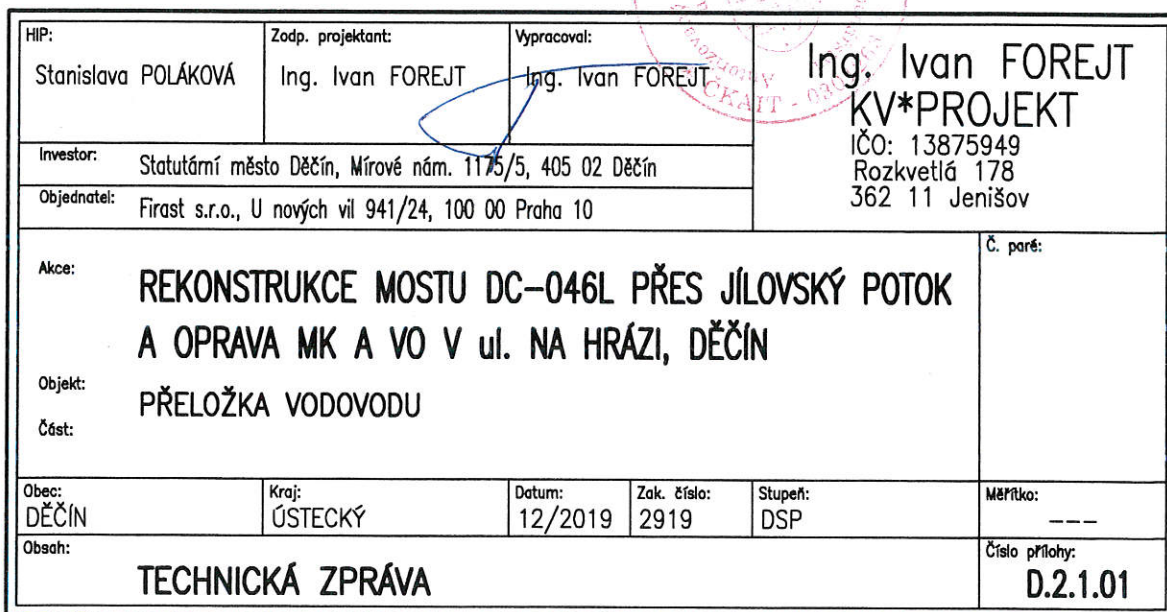 HIP:
Stanislava POLÁKOVÁ
Zodp. projektant:
Ing. Ivan FOREJT
Vypracoval:
Ing. Ivan FOREJT
ČKAIT - 030
Ing. Ivan FOREJT
KV*PROJEKT
IČO: 13875949
Rozkvetlá 178
362 11 Jenišov
Investor:
Statutární město Děčín, Mírové nám. 1175/5, 405 02 Děčín
Objednatel:
Firast s.r.o., U nových vil 941/24, 100 00 Praha 10
Č. paré:
Akce:
REKONSTRUKCE MOSTU DC-046L PŘES JÍLOVSKÝ POTOK
A OPRAVA MK A VO V ul. NA HRÁZI, DĚČÍN
Objekt:
PŘELOŽKA VODOVODU
Část:
Obec:
DĚČÍN
Kraj:
ÚSTECKÝ
Datum:
12/2019
Zak. číslo:
2919
Stupeň:
DSP
Měřítko:
---
Obsah:
TECHNICKÁ ZPRÁVA
Číslo přílohy:
D.2.1.01